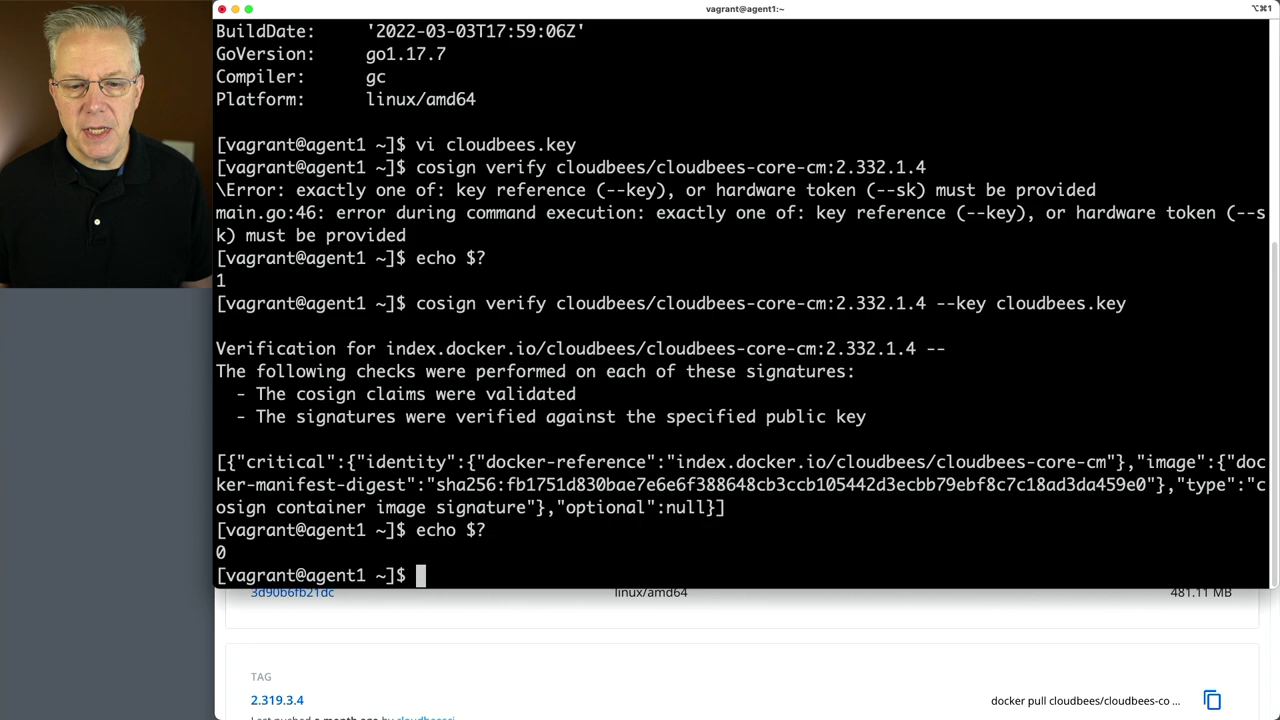 vagrant@agent1:~
⌥⌘1
BuildDate:     '2022-03-03T17:59:06Z'
GoVersion:     go1.17.7
Compiler:      gc
Platform:      linux/amd64
[vagrant@agent1 ~]$ vi cloudbees.key
[vagrant@agent1 ~]$ cosign verify cloudbees/cloudbees-core-cm:2.332.1.4
\Error: exactly one of: key reference (--key), or hardware token (--sk) must be provided
main.go:46: error during command execution: exactly one of: key reference (--key), or hardware token (--s
k) must be provided
[vagrant@agent1 ~]$ echo $?
1
[vagrant@agent1 ~]$ cosign verify cloudbees/cloudbees-core-cm:2.332.1.4 --key cloudbees.key
Verification for index.docker.io/cloudbees/cloudbees-core-cm:2.332.1.4 --
The following checks were performed on each of these signatures:
  - The cosign claims were validated
  - The signatures were verified against the specified public key
[{"critical":{"identity":{"docker-reference":"index.docker.io/cloudbees/cloudbees-core-cm"},"image":{"doc
ker-manifest-digest":"sha256:fb1751d830bae7e6e6f388648cb3ccb105442d3ecbb79ebf8c7c18ad3da459e0"},"type":"c
osign container image signature"},"optional":null}]
[vagrant@agent1 ~]$ echo $?
0
[vagrant@agent1 ~]$
3d90b6fb21dc linux/amd64 481.11 MB
TAG
2.319.3.4 docker pull cloudbees/cloudbees-co ...
Last pushed a month ago by cloudbeesci